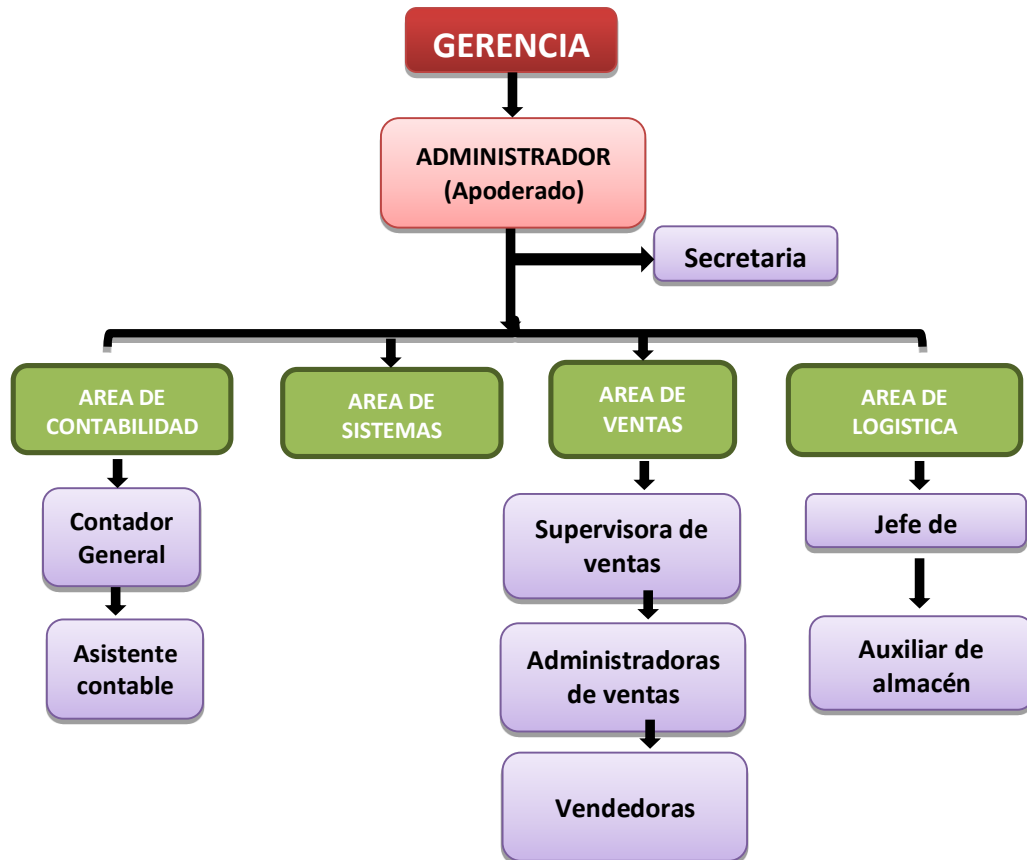 GERENCIA
ADMINISTRADOR
(Apoderado)
Secretaria
AREA DE
CONTABILIDAD
AREA DE
SISTEMAS
AREA DE
VENTAS
AREA DE
LOGISTICA
Contador
General
Asistente
contable
Supervisora de
ventas
Administradoras
de ventas
Vendedoras
Jefe de
Auxiliar de
almacén